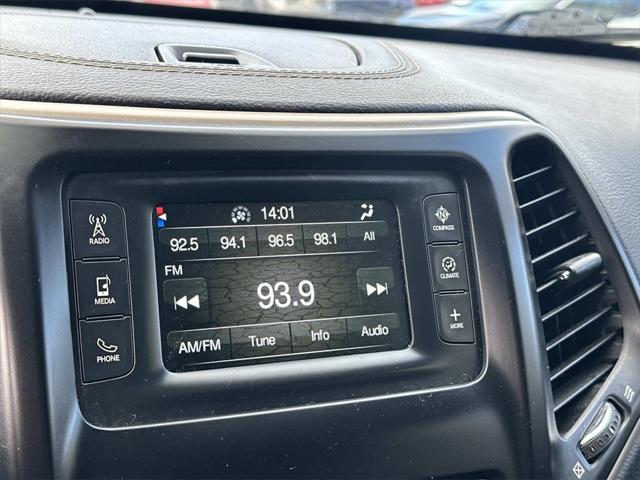 14:01
92.5 94.1 96.5 98.1 All
FM
93.9
AM/FM Tune Info Audio
RADIO
MEDIA
PHONE
N
COMPASS
CLIMATE
+
MORE